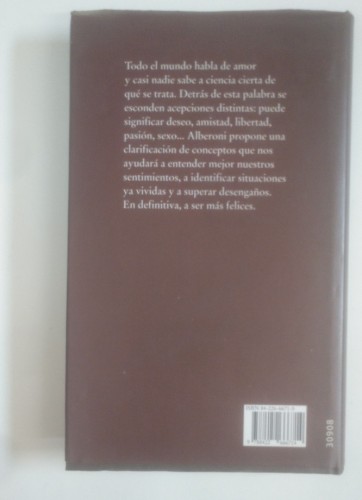 Todo el mundo habla de amor
y casi nadie sabe a ciencia cierta de
qué se trata. Detrás de esta palabra se
esconden acepciones distintas: puede
significar deseo, amistad, libertad,
pasión, sexo... Alberoni propone una
clarificación de conceptos que nos
ayudará a entender mejor nuestros
sentimientos, a identificar situaciones
ya vividas y a superar desengaños.
En definitiva, a ser más felices.
ISBN
30908